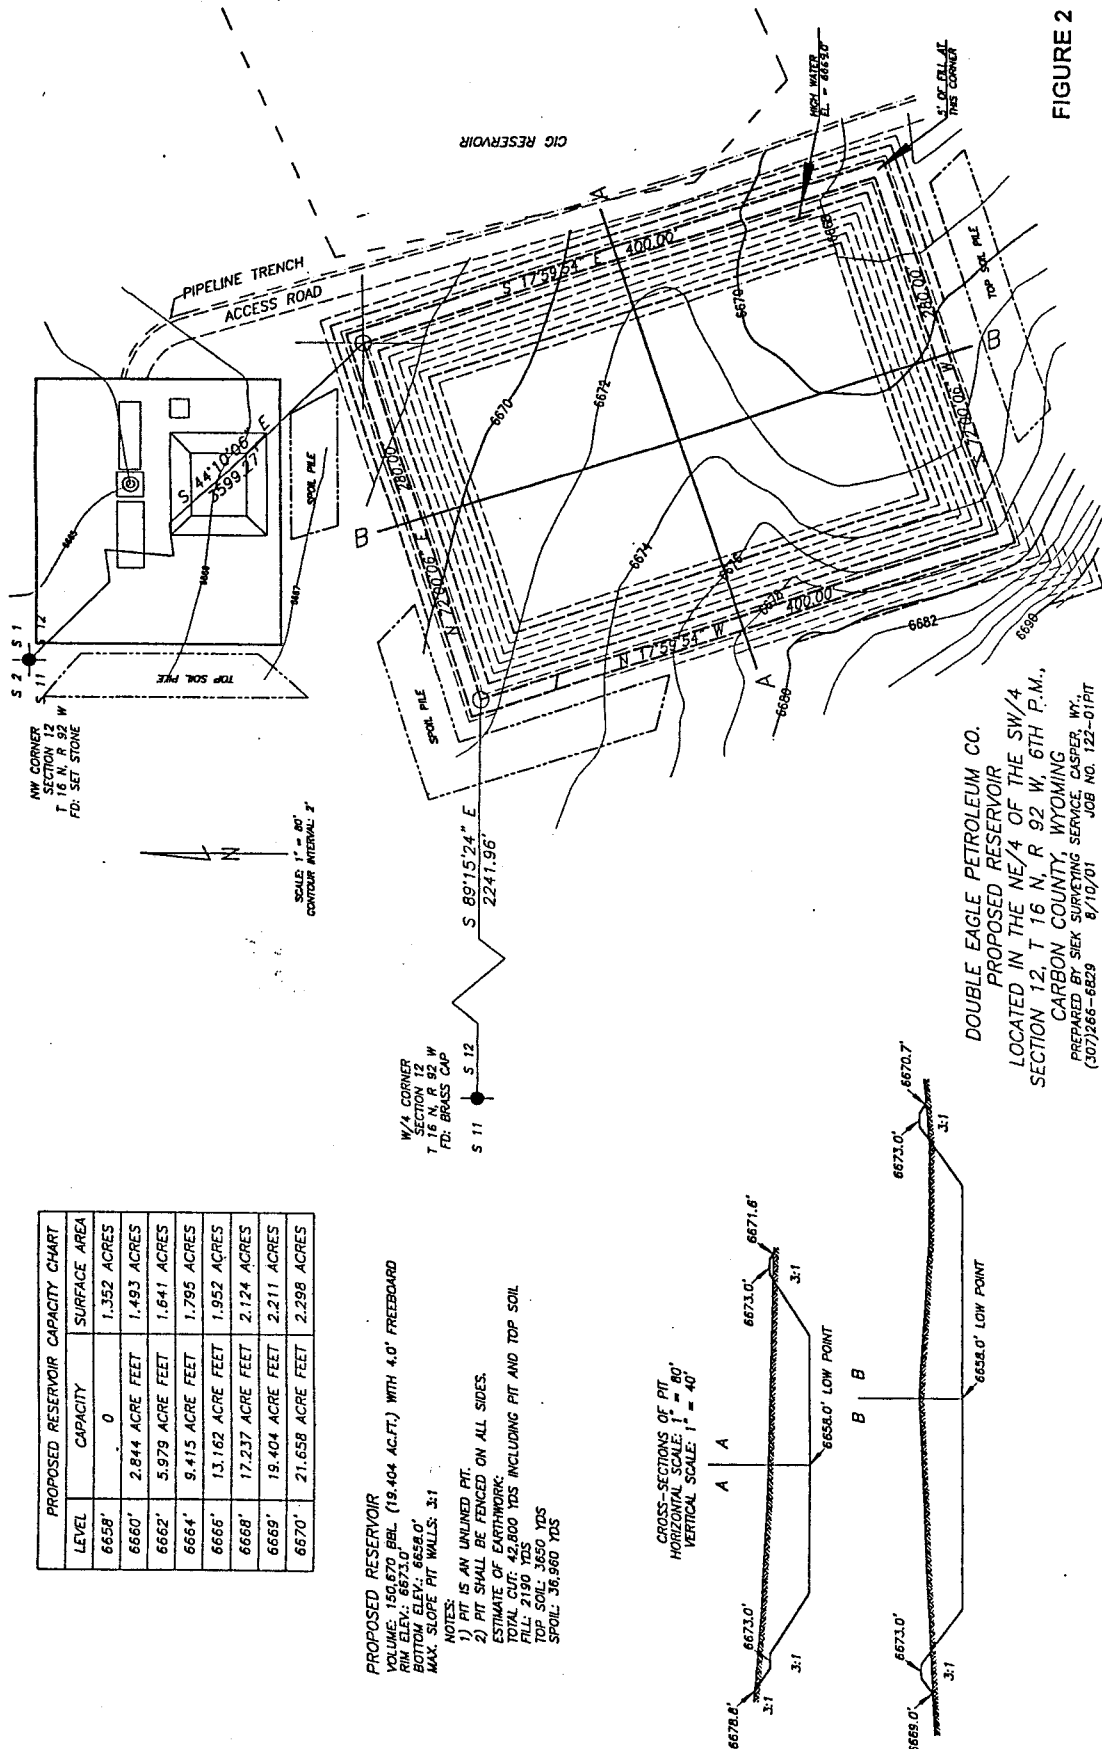 PROPOSED RESERVOIR CAPACITY CHART
LEVEL CAPACITY SURFACE AREA
6658' 0 1.352 ACRES
6660' 2.844 ACRE FEET 1.493 ACRES
6662' 5.979 ACRE FEET 1.641 ACRES
6664' 9.415 ACRE FEET 1.795 ACRES
6666' 13.162 ACRE FEET 1.952 ACRES
6668' 17.237 ACRE FEET 2.124 ACRES
6669' 19.404 ACRE FEET 2.211 ACRES
6670' 21.658 ACRE FEET 2.298 ACRES
PROPOSED RESERVOIR
VOLUME: 150,670 BBL. (19.404 AC.FT.) WITH 4.0' FREEBOARD
RIM ELEV.: 6673.0'
BOTTOM ELEV.: 6658.0'
MAX. SLOPE PIT WALLS: 3:1
NOTES:
1) PIT IS AN UNLINED PIT.
2) PIT SHALL BE FENCED ON ALL SIDES.
ESTIMATE OF EARTHWORK:
TOTAL CUT: 42,800 YDS INCLUDING PIT AND TOP SOIL
FILL: 2190 YDS
TOP SOIL: 3650 YDS
SPOIL: 36,960 YDS
CROSS-SECTIONS OF PIT
HORIZONTAL SCALE: 1" = 80'
VERTICAL SCALE: 1" = 40'
A A
6678.8'
6673.0'
3:1
3:1
6658.0' LOW POINT
6673.0'
6671.6'
3:1
B B
6669.0'
6673.0'
3:1
6658.0' LOW POINT
6673.0'
6670.7'
3:1
NW CORNER
SECTION 12
T 16 N, R 92 W
FD: SET STONE
S 2 S 1
S 11 S 12
W/4 CORNER
SECTION 12
T 16 N, R 92 W
FD: BRASS CAP
S 11 S 12
N
SCALE: 1" = 80'
CONTOUR INTERVAL: 2'
S 89°15'24" E
2241.96'
TOP SOIL PILE
SPOIL PILE
SPOIL PILE
S 44°10'06" E
3599.27'
6665
6666
6667
PIPELINE TRENCH
ACCESS ROAD
CIG RESERVOIR
N 72°00'06" E
280.00'
S 17°59'54" E 400.00'
N 17°59'54" W 400.00'
S 72°00'06" W
280.00'
A
A
B
B
6670
6672
6674
6676
6678
6680
6682
6690
6670
6668
HIGH WATER
EL. = 6669.0'
5' OF FILL AT
THIS CORNER
TOP SOIL PILE
DOUBLE EAGLE PETROLEUM CO.
PROPOSED RESERVOIR
LOCATED IN THE NE/4 OF THE SW/4
SECTION 12, T 16 N, R 92 W, 6TH P.M.,
CARBON COUNTY, WYOMING
PREPARED BY SIEK SURVEYING SERVICE, CASPER, WY.,
(307)266-6829 8/10/01 JOB NO. 122-01PIT
FIGURE 2